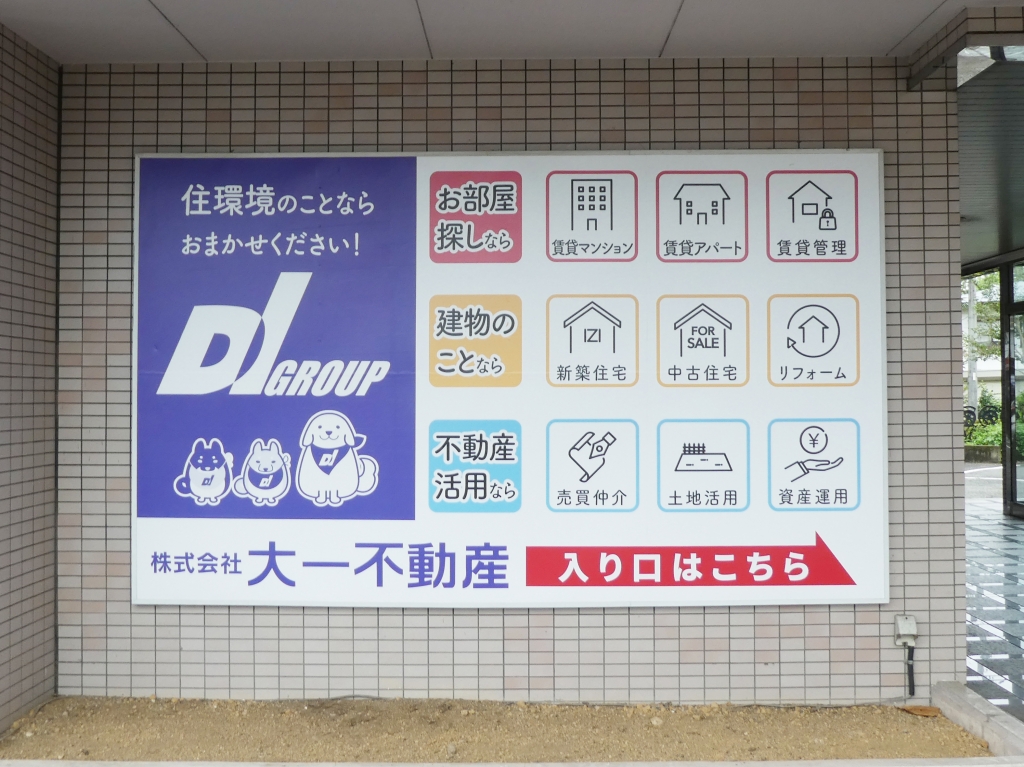 住環境のことなら
おまかせください！
DI GROUP
お部屋
探しなら
賃貸マンション
賃貸アパート
賃貸管理
建物の
ことなら
新築住宅
FOR
SALE
中古住宅
リフォーム
不動産
活用なら
売買仲介
土地活用
¥
資産運用
株式会社 大一不動産
入り口はこちら